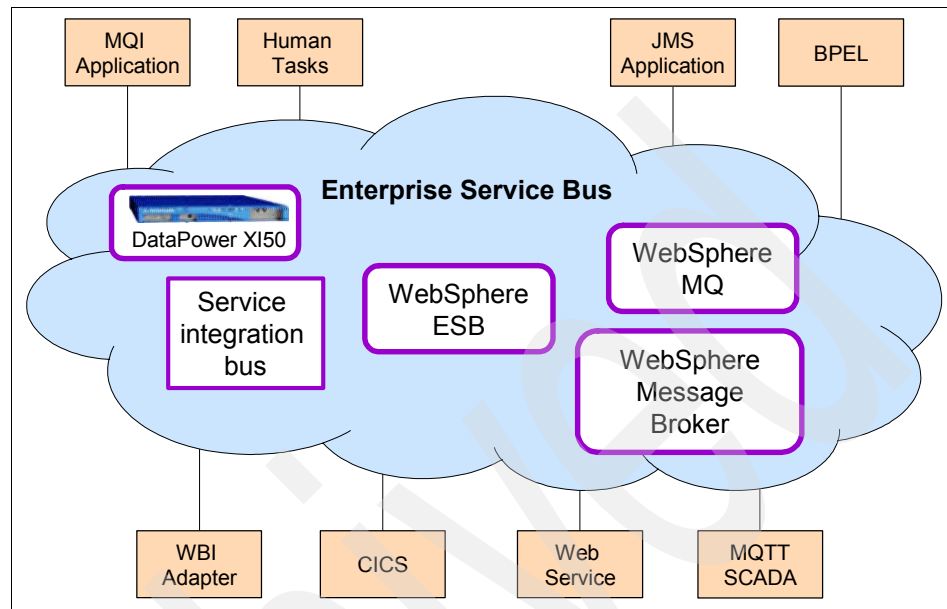 MQI
Application
Human
Tasks
JMS
Application
BPEL
Enterprise Service Bus
DataPower XI50
Service
integration
bus
WebSphere
ESB
WebSphere
MQ
WebSphere
Message
Broker
WBI
Adapter
CICS
Web
Service
MQTT
SCADA